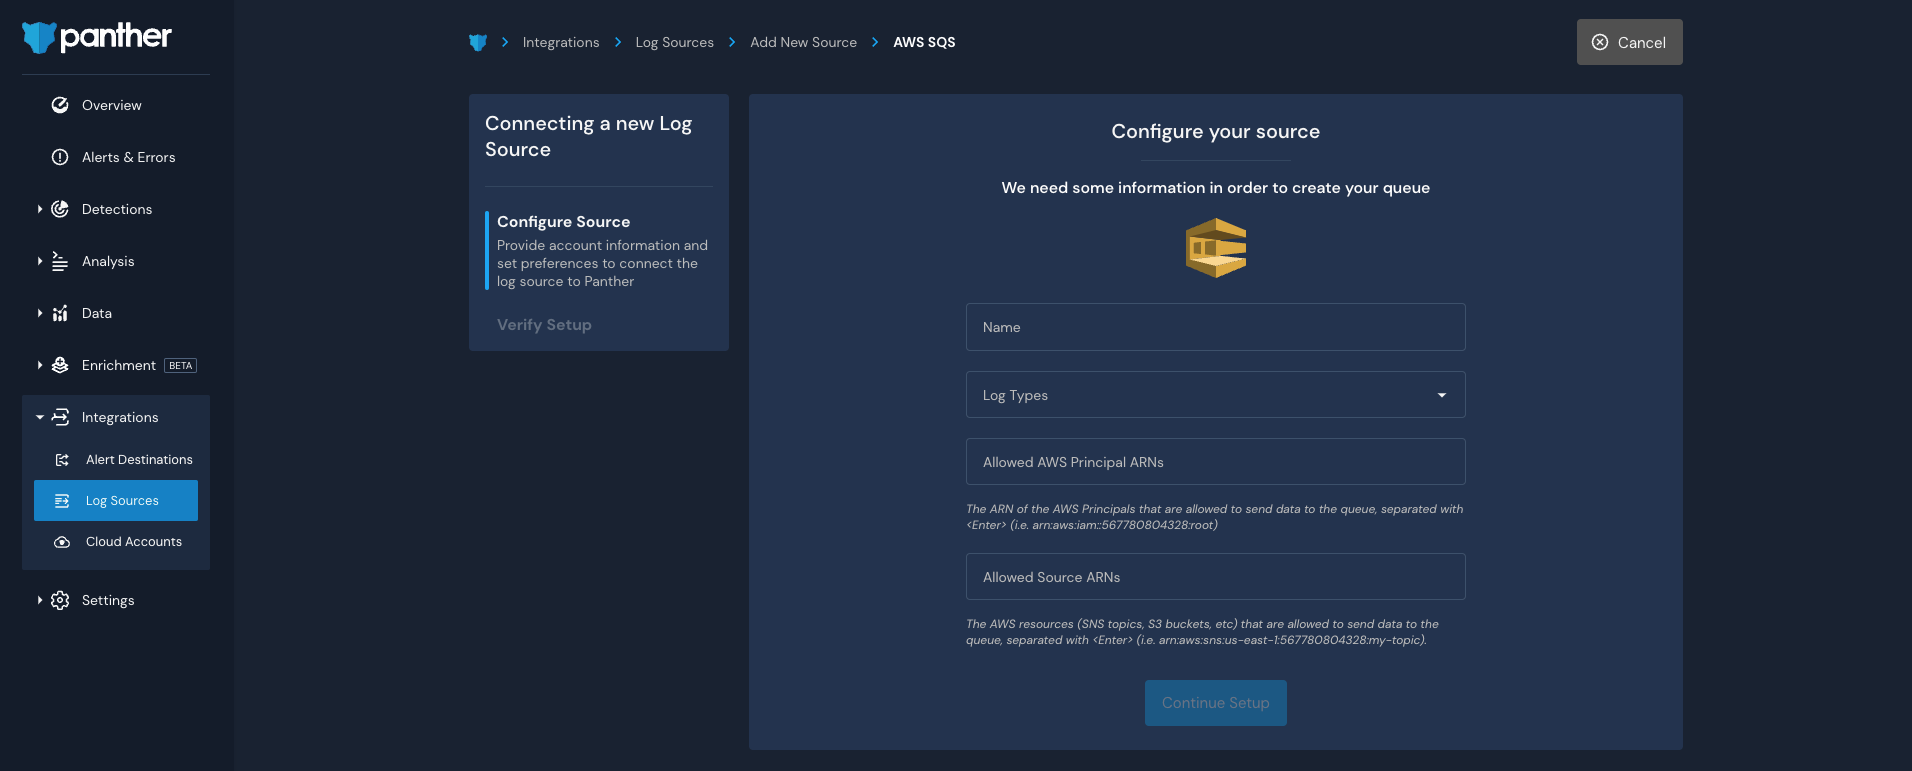 panther
Overview
Alerts & Errors
Detections
Analysis
Data
Enrichment BETA
Integrations
Alert Destinations
Log Sources
Cloud Accounts
Settings
Integrations Log Sources Add New Source AWS SQS
Cancel
Connecting a new Log
Source
Configure Source
Provide account information and
set preferences to connect the
log source to Panther
Verify Setup
Configure your source
We need some information in order to create your queue
Name
Log Types
Allowed AWS Principal ARNs
The ARN of the AWS Principals that are allowed to send data to the queue, separated with
<Enter> (i.e. arn:aws:iam::567780804328:root)
Allowed Source ARNs
The AWS resources (SNS topics, S3 buckets, etc) that are allowed to send data to the
queue, separated with <Enter> (i.e. arn:aws:sns:us-east-1:567780804328:my-topic).
Continue Setup